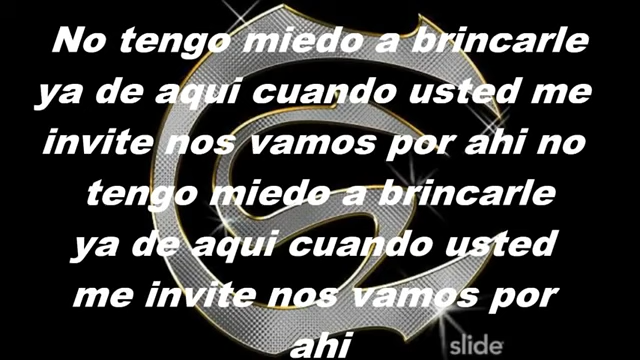 No tengo miedo a brincarle
ya de aqui cuando usted me
invite nos vamos por ahi no
tengo miedo a brincarle
ya de aqui cuando usted
me invite nos vamos por
ahi
slide